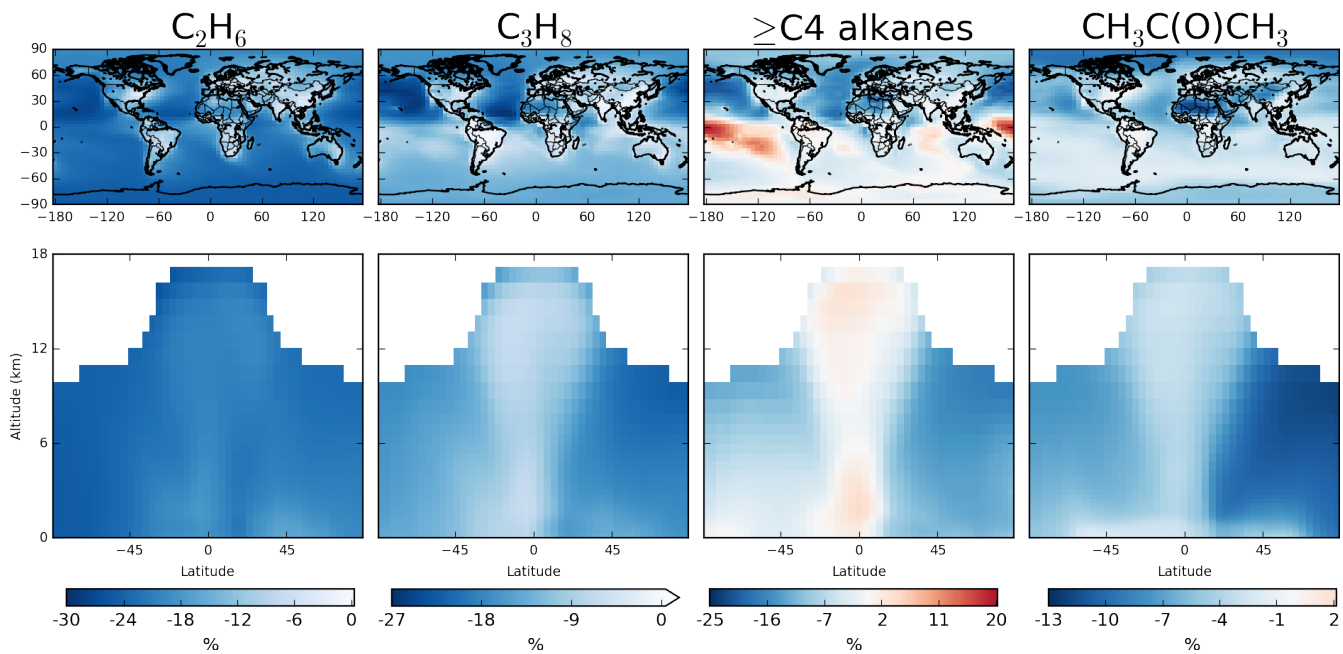 C₂H₆ C₃H₈ ≥C4 alkanes CH₃C(O)CH₃
90
60
30
0
−30
−60
−90
−180 −120 −60 0 60 120 −180 −120 −60 0 60 120 −180 −120 −60 0 60 120 −180 −120 −60 0 60 120
18
12
6
0
Altitude (km)
−45 0 45 −45 0 45 −45 0 45 −45 0 45
Latitude Latitude Latitude Latitude
-30 -24 -18 -12 -6 0 -27 -18 -9 0 -25 -16 -7 2 11 20 -13 -10 -7 -4 -1 2
% % % %